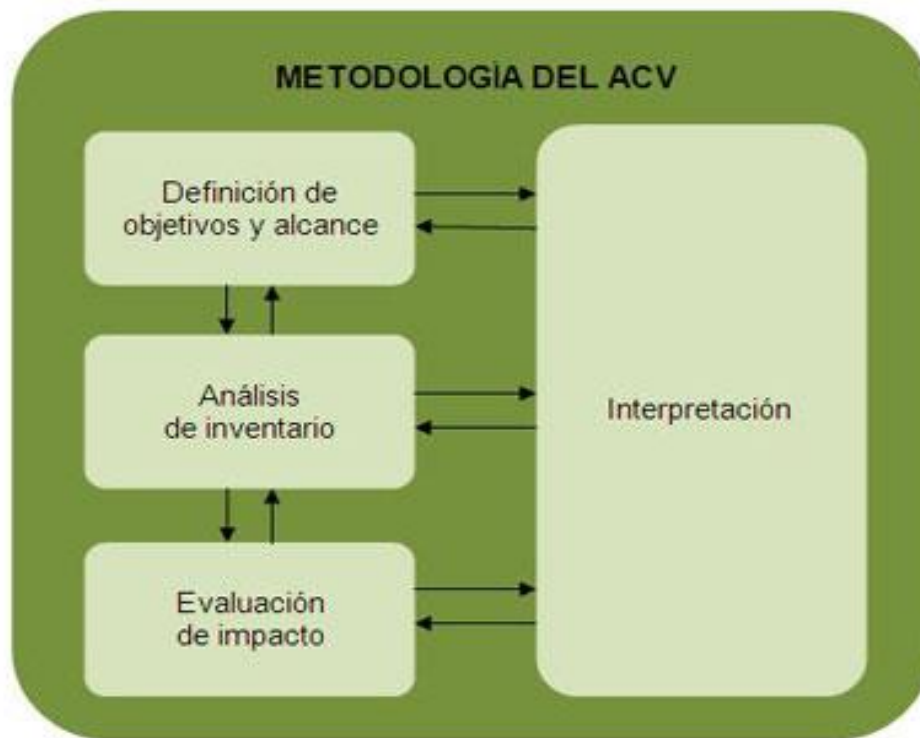 METODOLOGÍA DEL ACV
Definición de
objetivos y alcance
Análisis
de inventario
Evaluación
de impacto
Interpretación